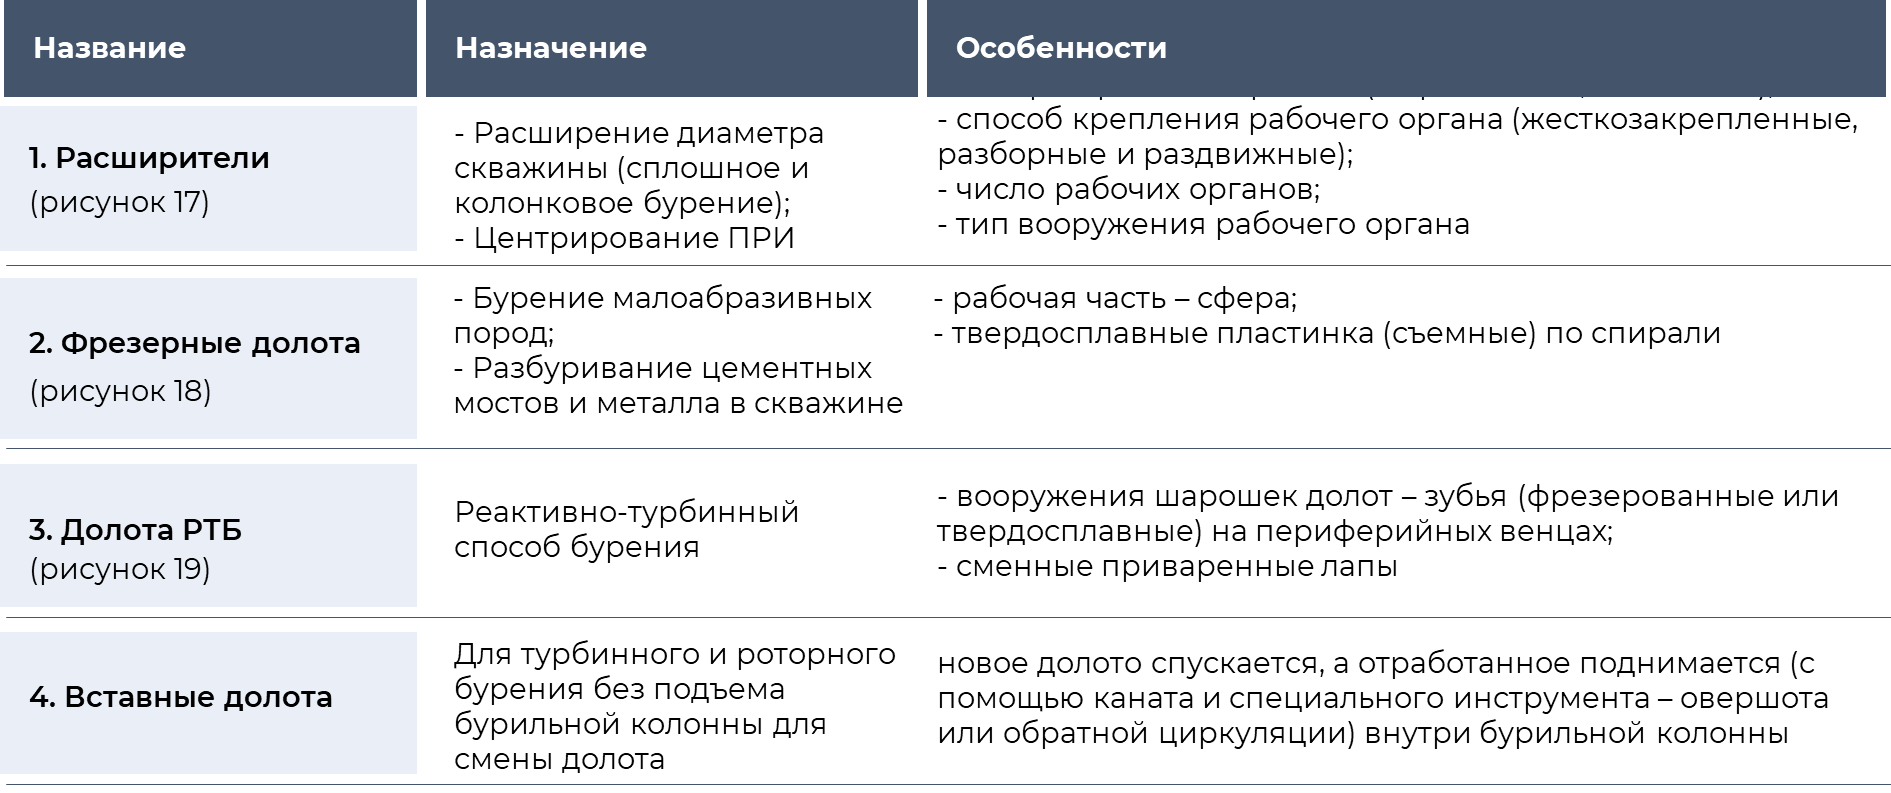 Название
Назначение
Особенности
1. Расширители
(рисунок 17)
- Расширение диаметра
скважины (сплошное и
колонковое бурение);
- Центрирование ПРИ
- способ крепления рабочего органа (жесткозакрепленные,
разборные и раздвижные);
- число рабочих органов;
- тип вооружения рабочего органа
2. Фрезерные долота
(рисунок 18)
- Бурение малоабразивных
пород;
- Разбуривание цементных
мостов и металла в скважине
- рабочая часть – сфера;
- твердосплавные пластинка (съемные) по спирали
3. Долота РТБ
(рисунок 19)
Реактивно-турбинный
способ бурения
- вооружения шарошек долот – зубья (фрезерованные или
твердосплавные) на периферийных венцах;
- сменные приваренные лапы
4. Вставные долота
Для турбинного и роторного
бурения без подъема
бурильной колонны для
смены долота
новое долото спускается, а отработанное поднимается (с
помощью каната и специального инструмента – овершота
или обратной циркуляции) внутри бурильной колонны